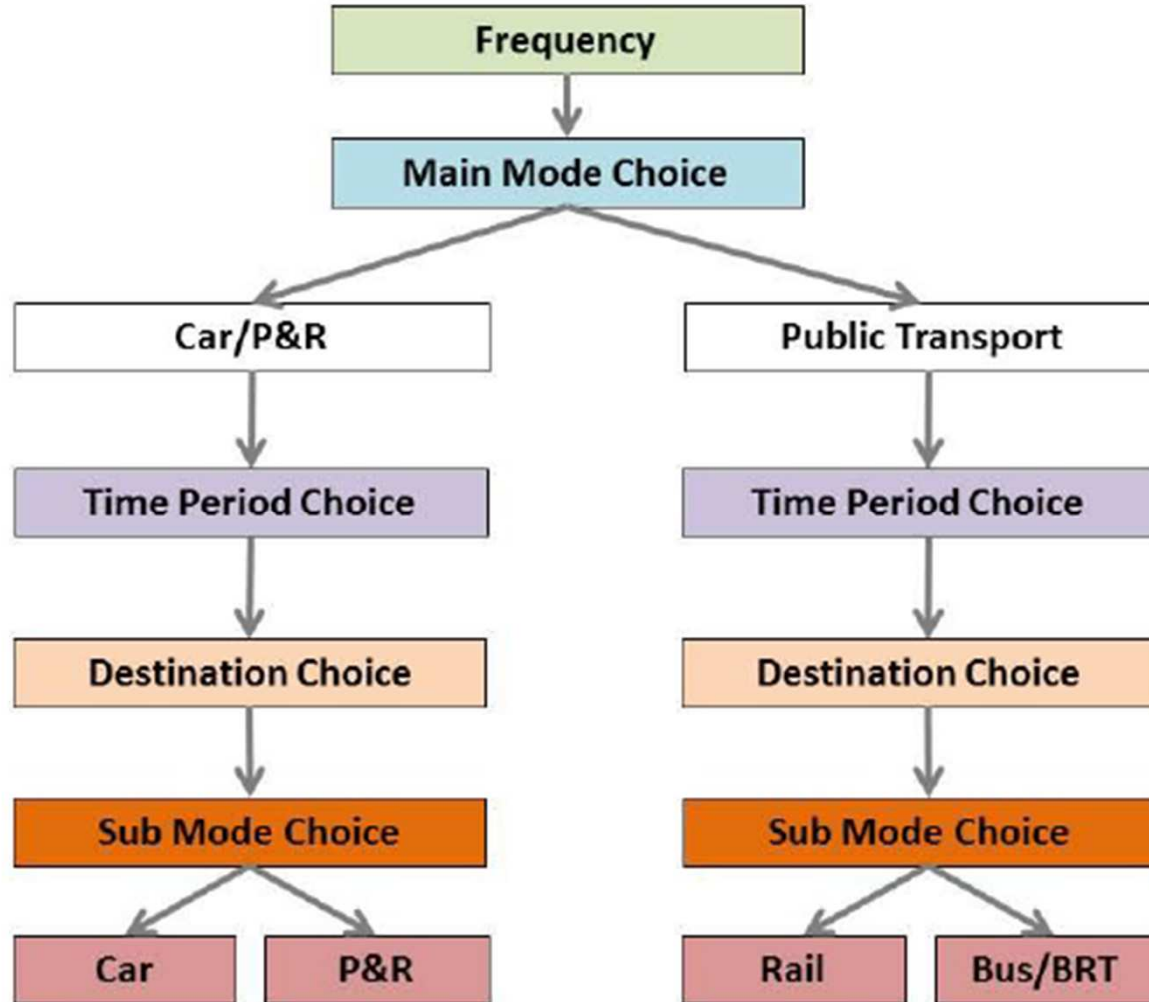 Frequency
Main Mode Choice
Car/P&R
Public Transport
Time Period Choice
Time Period Choice
Destination Choice
Destination Choice
Sub Mode Choice
Sub Mode Choice
Car
P&R
Rail
Bus/BRT